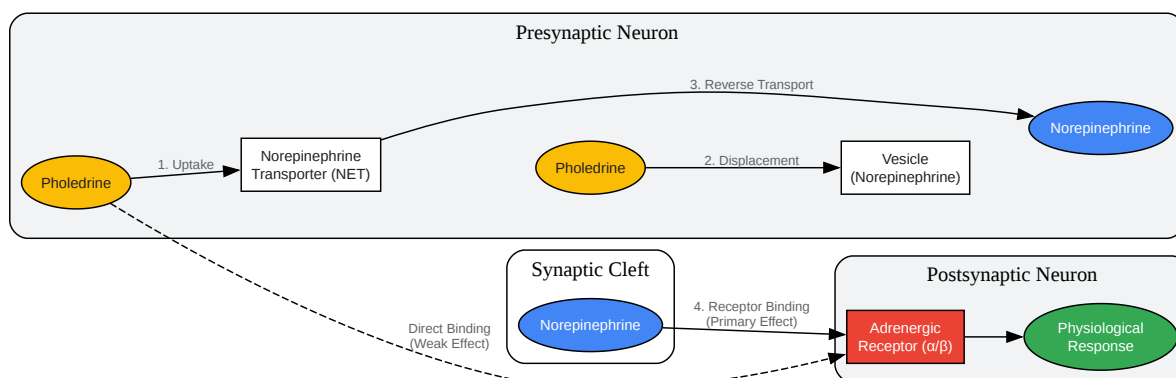 Presynaptic Neuron
3. Reverse Transport
Norepinephrine
1. Uptake
Norepinephrine
Transporter (NET)
Pholedrine
2. Displacement
Vesicle
(Norepinephrine)
Pholedrine
Synaptic Cleft
Postsynaptic Neuron
Norepinephrine
4. Receptor Binding
(Primary Effect)
Direct Binding
(Weak Effect)
Adrenergic
Receptor (α/β)
Physiological
Response